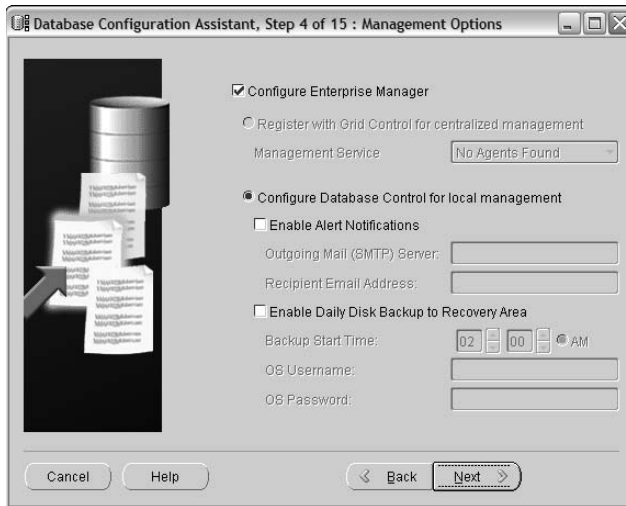 Database Configuration Assistant, Step 4 of 15 : Management Options
Configure Enterprise Manager
Register with Grid Control for centralized management
Management Service No Agents Found
Configure Database Control for local management
Enable Alert Notifications
Outgoing Mail (SMTP) Server:
Recipient Email Address:
Enable Daily Disk Backup to Recovery Area
Backup Start Time: 02 00 AM
OS Username:
OS Password:
Cancel Help Back Next